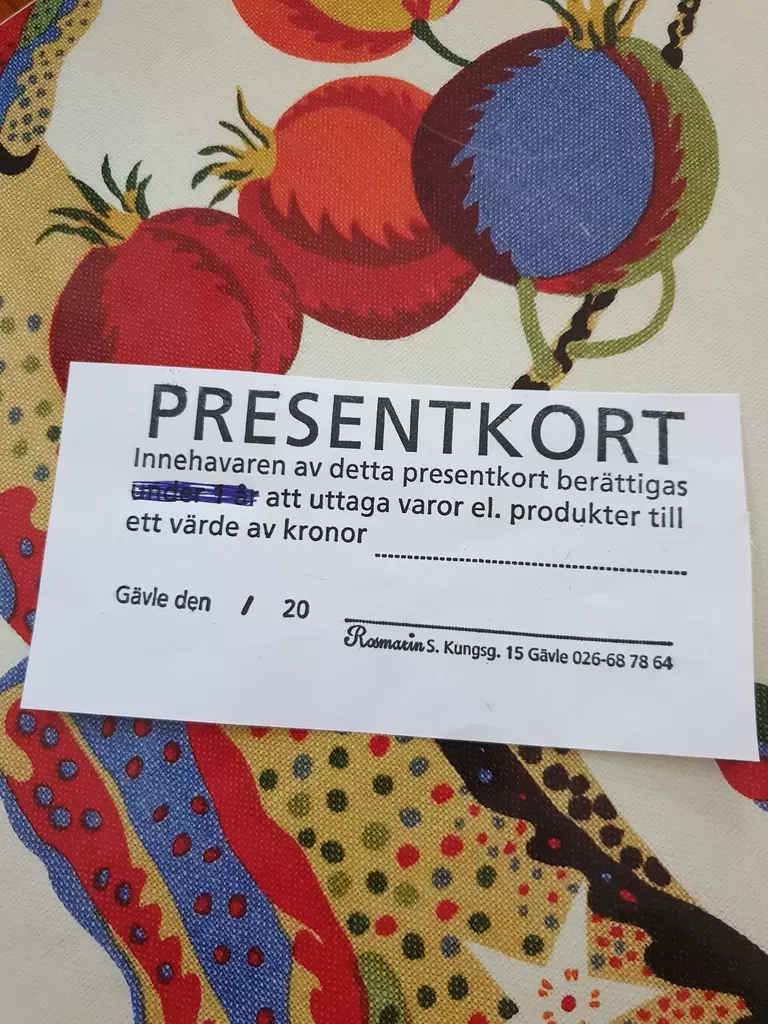 PRESENTKORT
Innehavaren av detta presentkort berättigas
under 1 år att uttaga varor el. produkter till
ett värde av kronor
Gävle den / 20
Rosmarin S. Kungsg. 15 Gävle 026-68 78 64